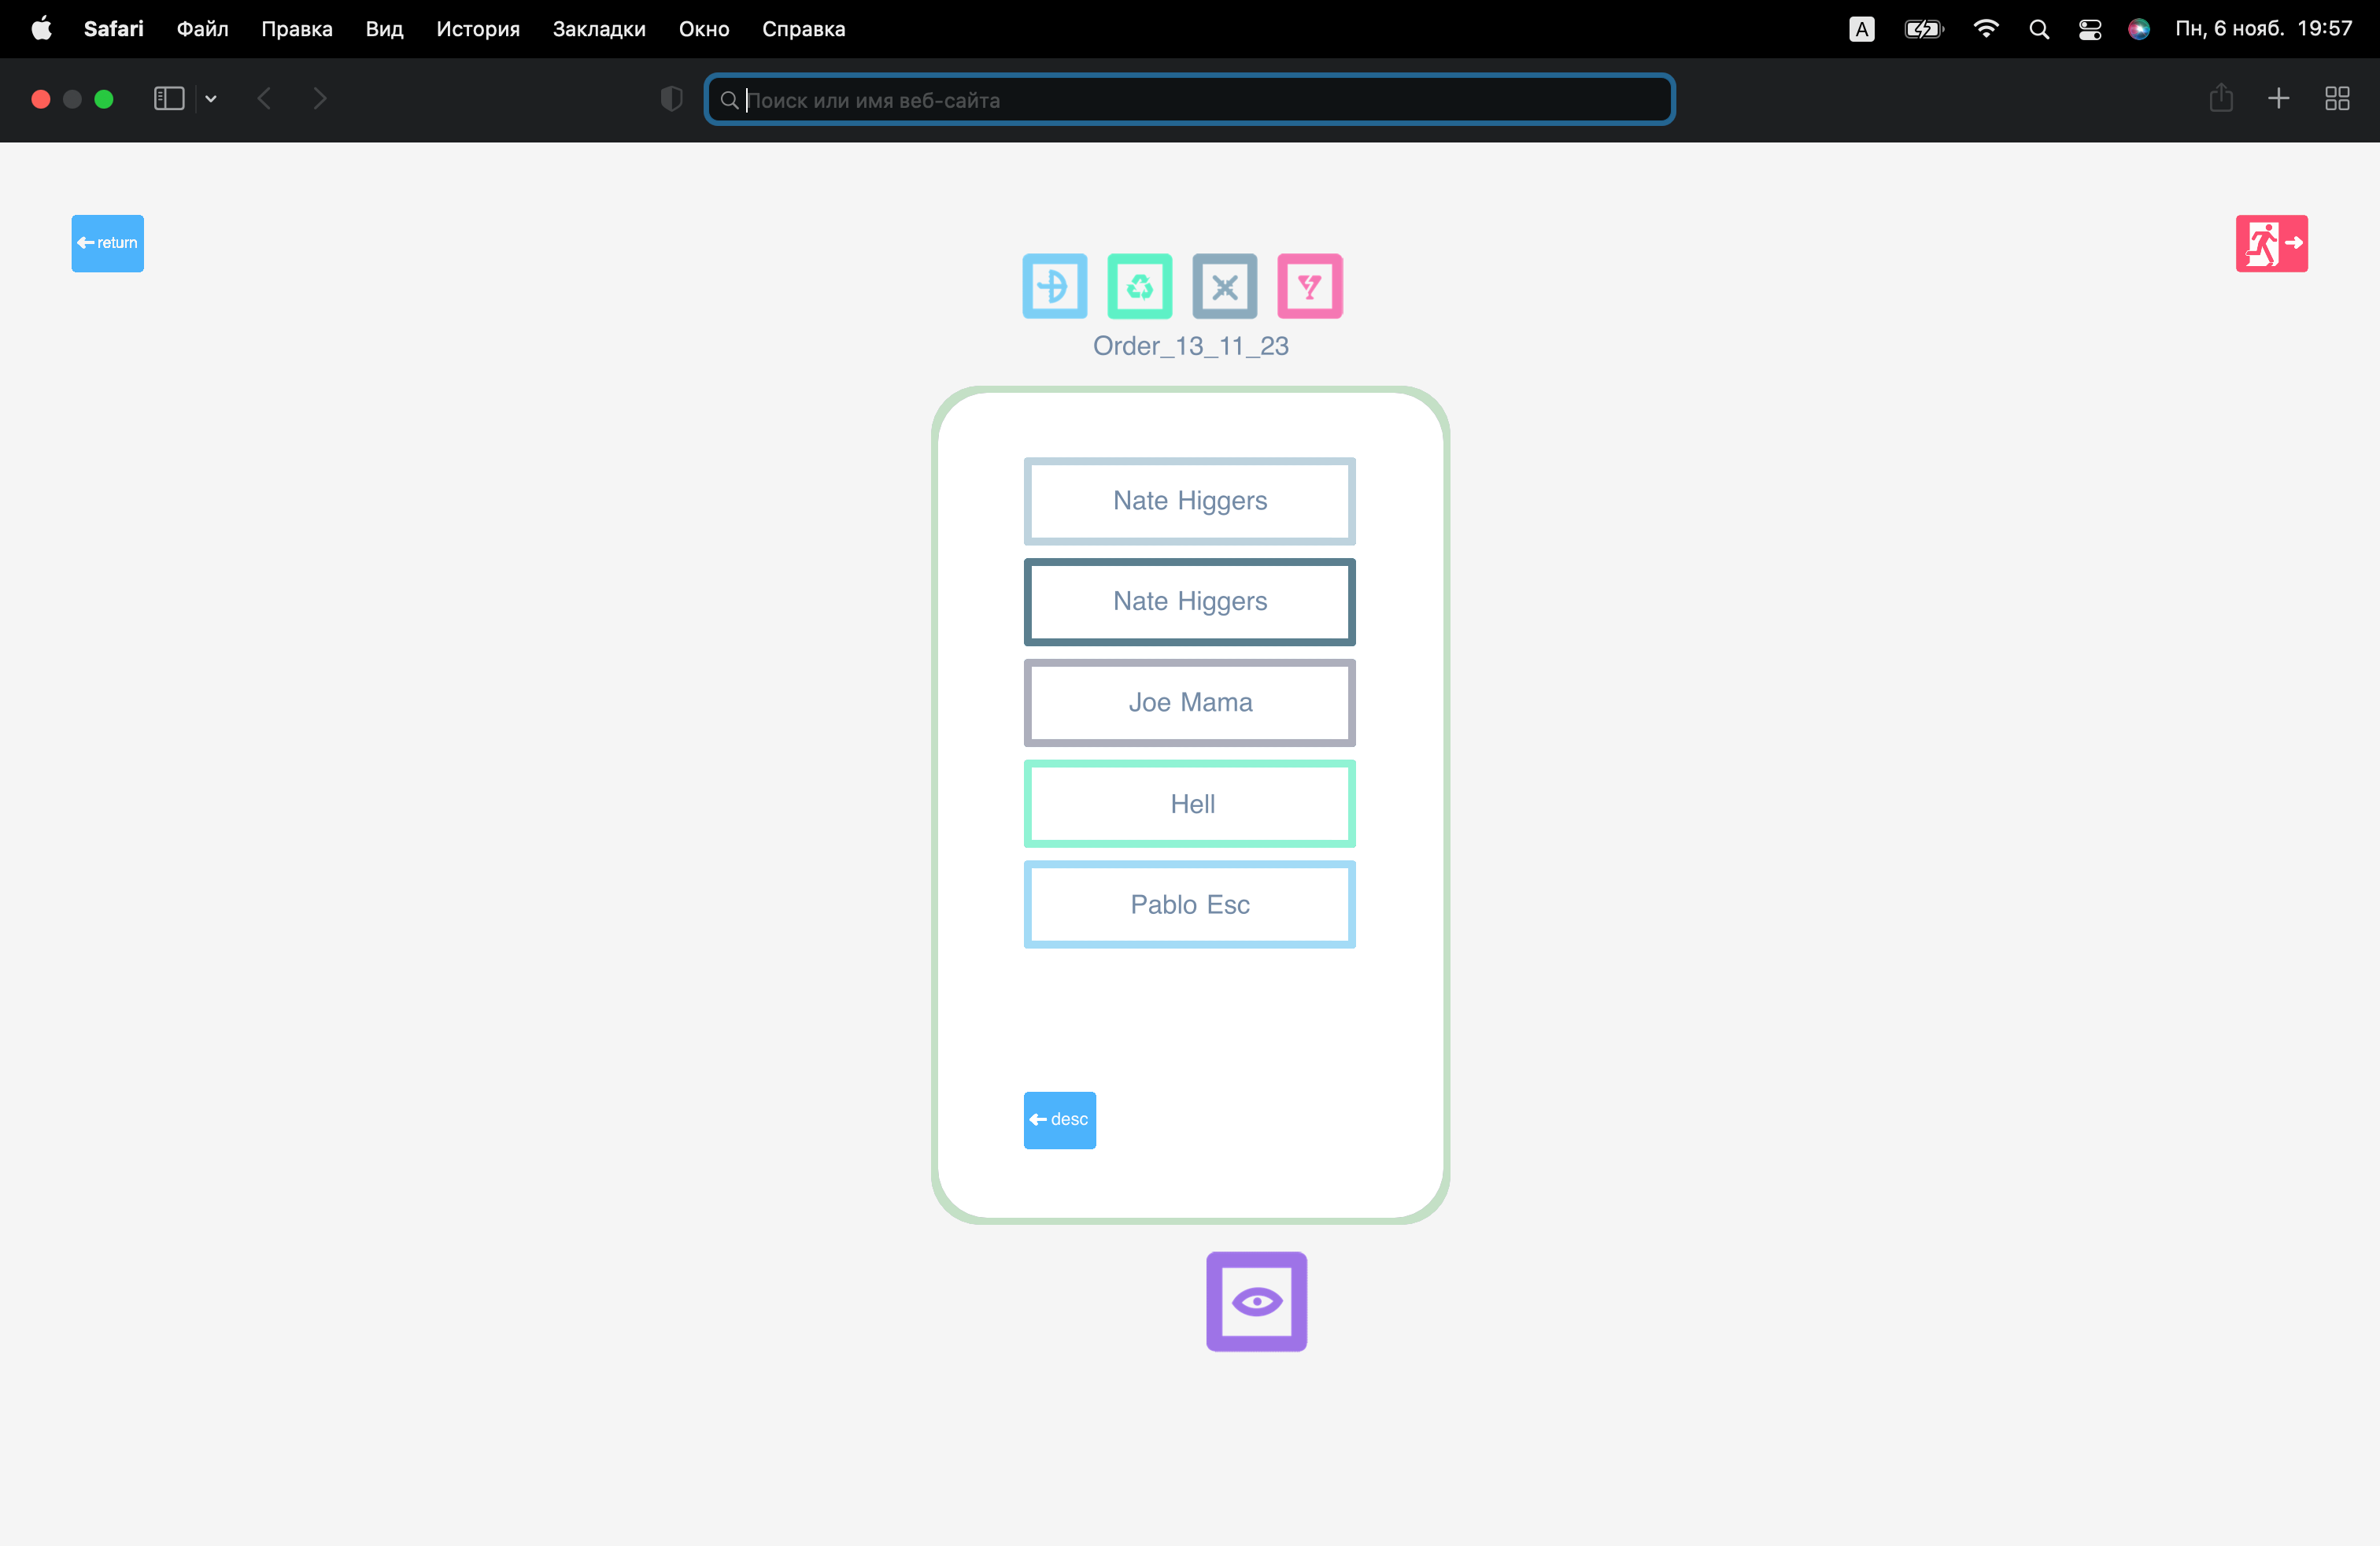 Safari Файл Правка Вид История Закладки Окно Справка A Пн, 6 нояб. 19:57
Поиск или имя веб-сайта
return
Order_13_11_23
Nate Higgers
Nate Higgers
Joe Mama
Hell
Pablo Esc
desc